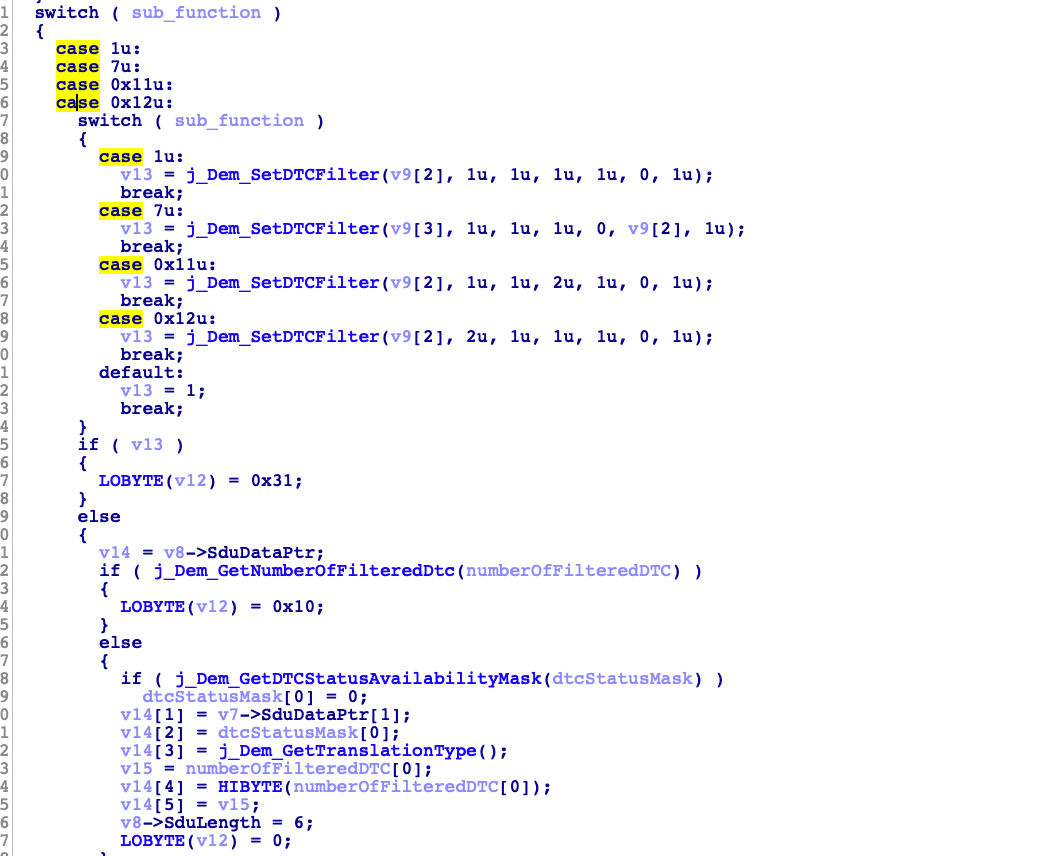 1 switch ( sub_function )
2 {
3 case 1u:
4 case 7u:
5 case 0x11u:
6 case 0x12u:
7 switch ( sub_function )
8 {
9 case 1u:
0 v13 = j_Dem_SetDTCFilter(v9[2], 1u, 1u, 1u, 1u, 0, 1u);
1 break;
2 case 7u:
3 v13 = j_Dem_SetDTCFilter(v9[3], 1u, 1u, 1u, 0, v9[2], 1u);
4 break;
5 case 0x11u:
6 v13 = j_Dem_SetDTCFilter(v9[2], 1u, 1u, 2u, 1u, 0, 1u);
7 break;
8 case 0x12u:
9 v13 = j_Dem_SetDTCFilter(v9[2], 2u, 1u, 1u, 1u, 0, 1u);
0 break;
1 default:
2 v13 = 1;
3 break;
4 }
5 if ( v13 )
6 {
7 LOBYTE(v12) = 0x31;
8 }
9 else
0 {
1 v14 = v8->SduDataPtr;
2 if ( j_Dem_GetNumberOfFilteredDtc(numberOfFilteredDTC) )
3 {
4 LOBYTE(v12) = 0x10;
5 }
6 else
7 {
8 if ( j_Dem_GetDTCStatusAvailabilityMask(dtcStatusMask) )
9 dtcStatusMask[0] = 0;
0 v14[1] = v7->SduDataPtr[1];
1 v14[2] = dtcStatusMask[0];
2 v14[3] = j_Dem_GetTranslationType();
3 v15 = numberOfFilteredDTC[0];
4 v14[4] = HIBYTE(numberOfFilteredDTC[0]);
5 v14[5] = v15;
6 v8->SduLength = 6;
7 LOBYTE(v12) = 0;